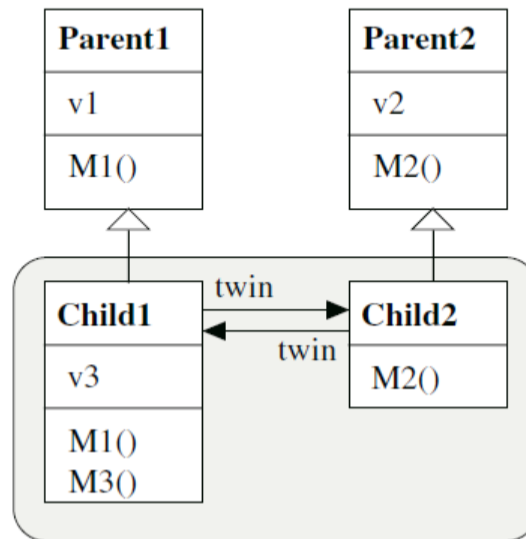 Parent1
v1
M1()
Parent2
v2
M2()
Child1
v3
M1()
M3()
twin
twin
Child2
M2()